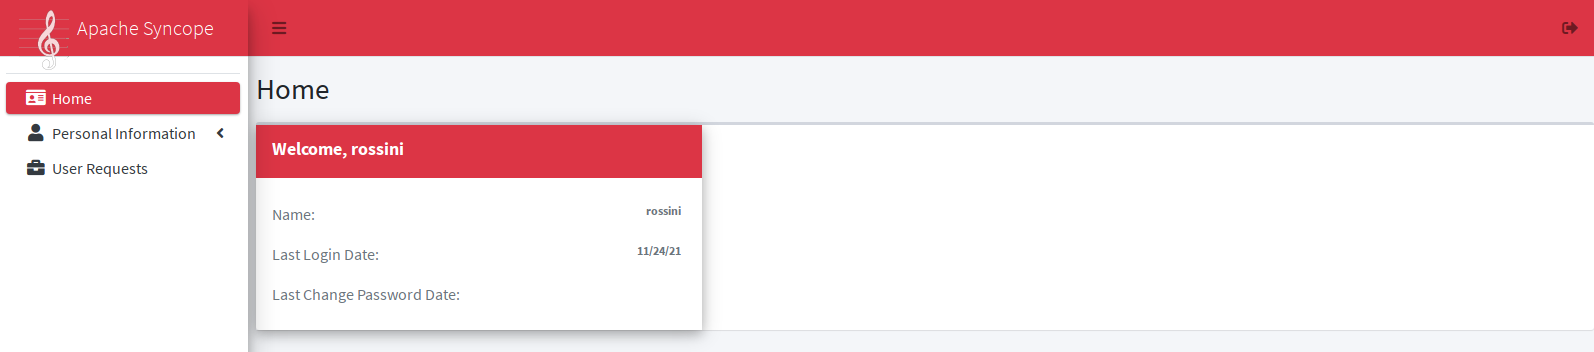 Apache Syncope
Home
Personal Information
User Requests
Home
Welcome, rossini
Name: rossini
Last Login Date: 11/24/21
Last Change Password Date: